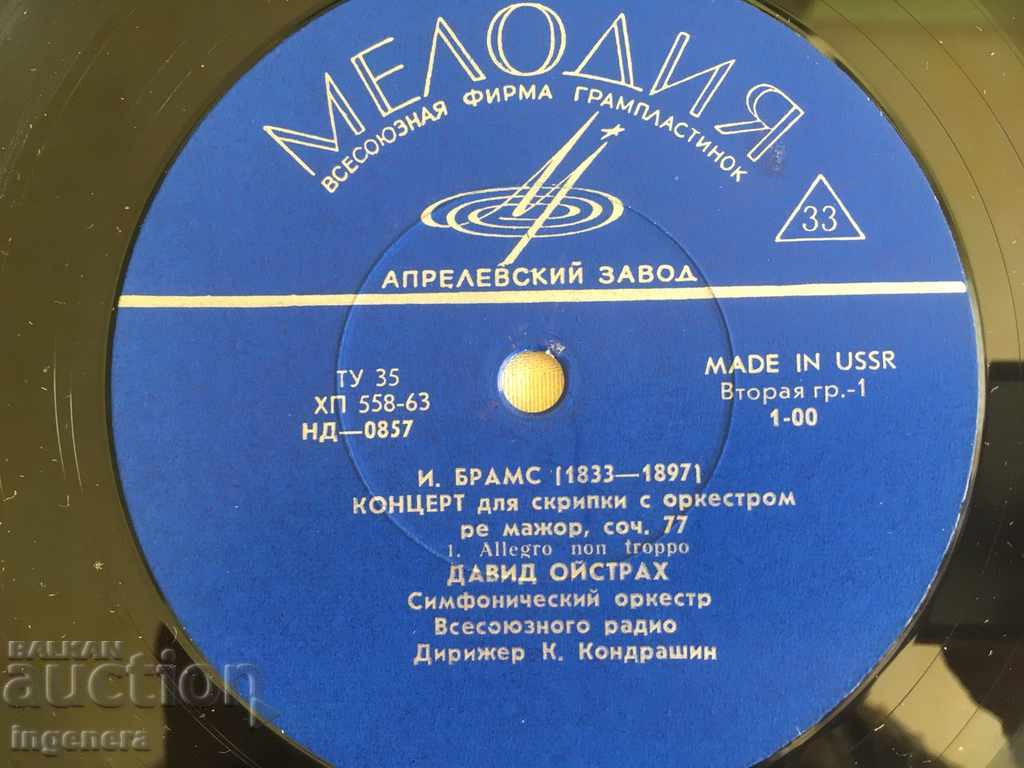 МЕЛОДИЯ
ВСЕСОЮЗНАЯ ФИРМА ГРАМПЛАСТИНОК
33
АПРЕЛЕВСКИЙ ЗАВОД
ТУ 35
ХП 558-63
НД—0857
MADE IN USSR
Вторая гр.-1
1-00
И. БРАМС (1833—1897)
КОНЦЕРТ для скрипки с оркестром
ре мажор, соч. 77
1. Allegro non troppo
ДАВИД ОЙСТРАХ
Симфонический оркестр
Всесоюзного радио
Дирижер К. Кондрашин
BALKAN
auction
ingenera